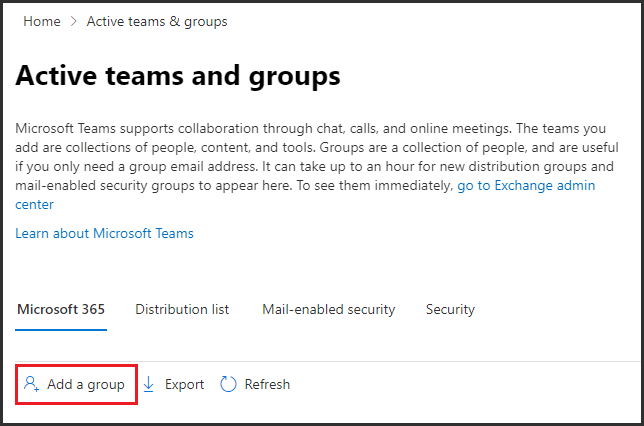 Home > Active teams & groups
Active teams and groups
Microsoft Teams supports collaboration through chat, calls, and online meetings. The teams you
add are collections of people, content, and tools. Groups are a collection of people, and are useful
if you only need a group email address. It can take up to an hour for new distribution groups and
mail-enabled security groups to appear here. To see them immediately, go to Exchange admin
center
Learn about Microsoft Teams
Microsoft 365 Distribution list Mail-enabled security Security
Add a group Export Refresh